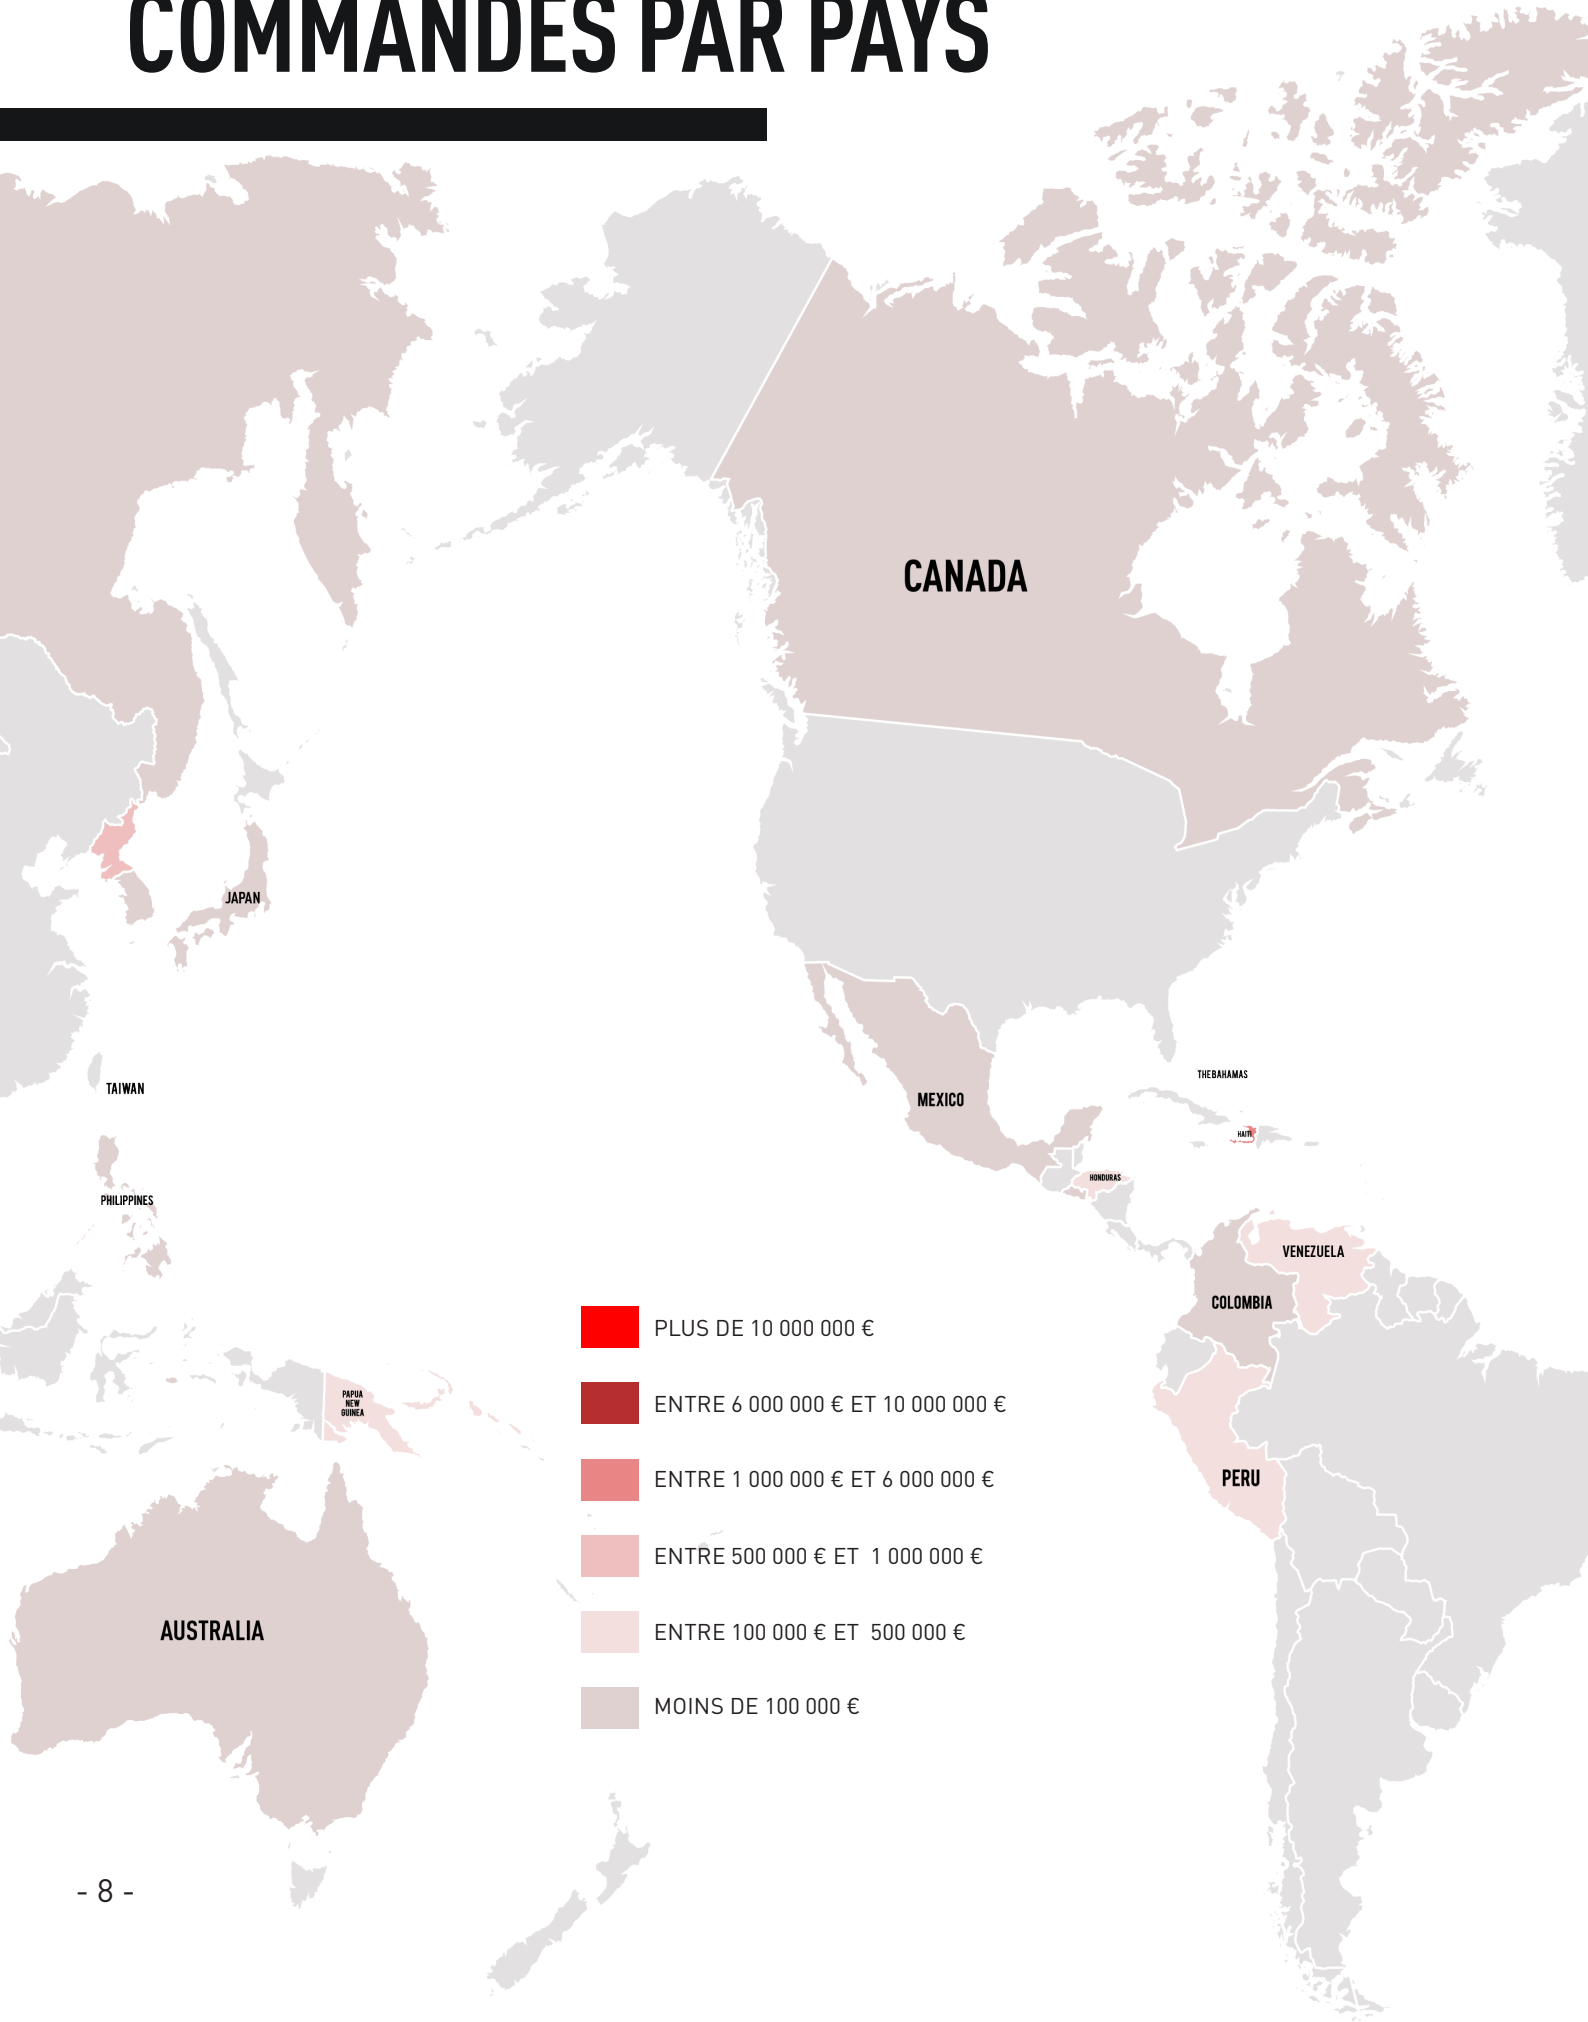 COMMANDES PAR PAYS
CANADA
JAPAN
TAIWAN
THE BAHAMAS
MEXICO
HAITI
HONDURAS
PHILIPPINES
VENEZUELA
COLOMBIA
PLUS DE 10 000 000 €
PAPUA
NEW
GUINEA
ENTRE 6 000 000 € ET 10 000 000 €
PERU
ENTRE 1 000 000 € ET 6 000 000 €
ENTRE 500 000 € ET 1 000 000 €
AUSTRALIA
ENTRE 100 000 € ET 500 000 €
MOINS DE 100 000 €
- 8 -